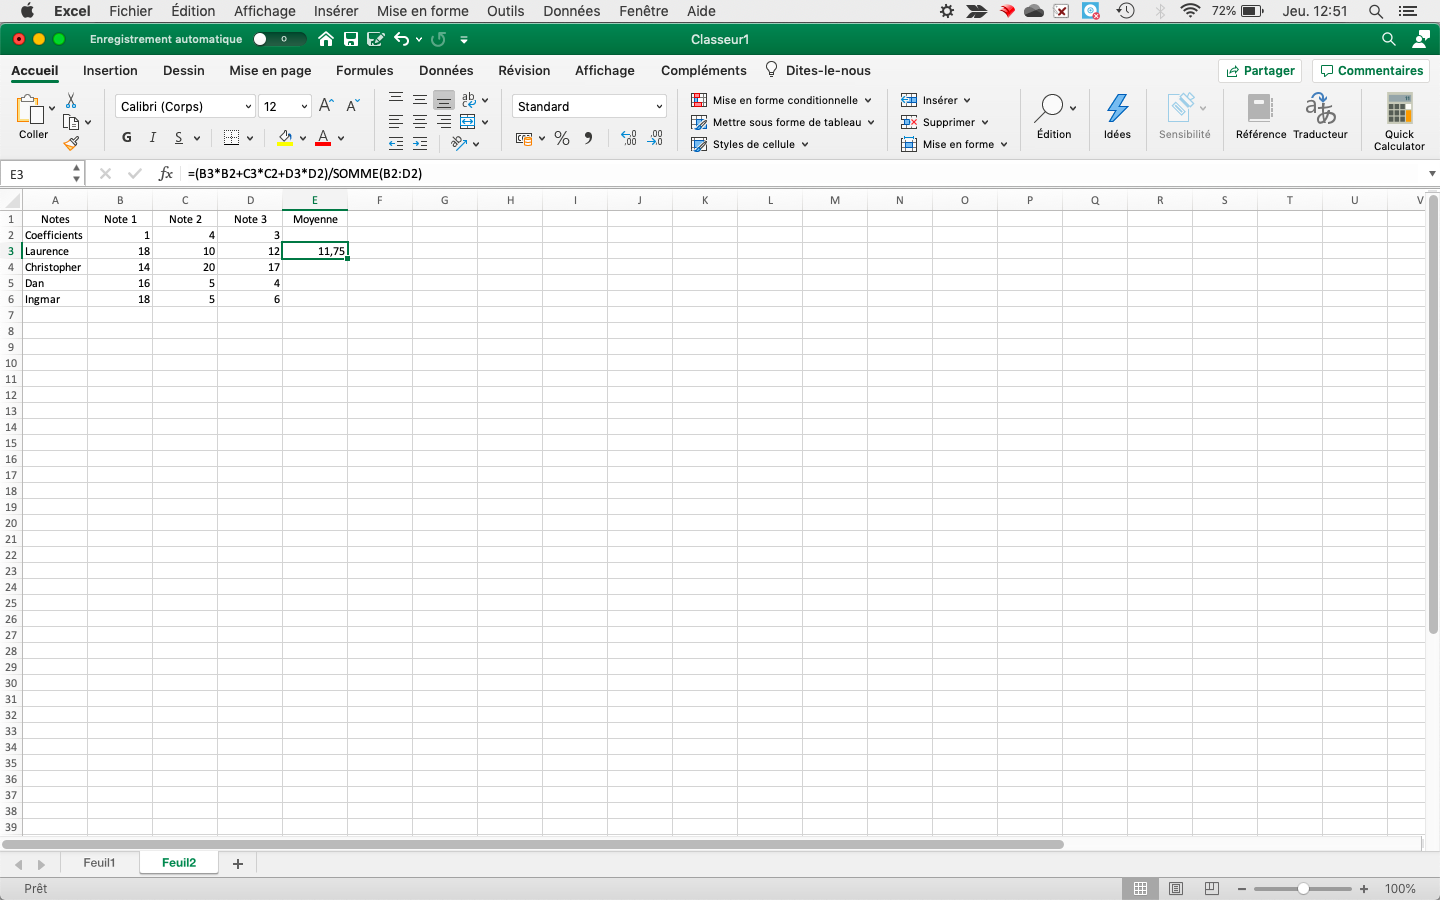 Excel Fichier Édition Affichage Insérer Mise en forme Outils Données Fenêtre Aide 72% Jeu. 12:51
Enregistrement automatique Classeur1
Accueil Insertion Dessin Mise en page Formules Données Révision Affichage Compléments Dites-le-nous Partager Commentaires
Coller Calibri (Corps) 12 A A ab Standard Mise en forme conditionnelle Insérer
G I S A % Mettre sous forme de tableau Supprimer
Styles de cellule Mise en forme
Édition Idées Sensibilité Référence Traducteur Quick Calculator
E3 fx =(B3*B2+C3*C2+D3*D2)/SOMME(B2:D2)
A B C D E F G H I J K L M N O P Q R S T U V
1 Notes Note 1 Note 2 Note 3 Moyenne
2 Coefficients 1 4 3
3 Laurence 18 10 12 11,75
4 Christopher 14 20 17
5 Dan 16 5 4
6 Ingmar 18 5 6
7
8
9
10
11
12
13
14
15
16
17
18
19
20
21
22
23
24
25
26
27
28
29
30
31
32
33
34
35
36
37
38
39
Feuil1 Feuil2
Prêt 100%